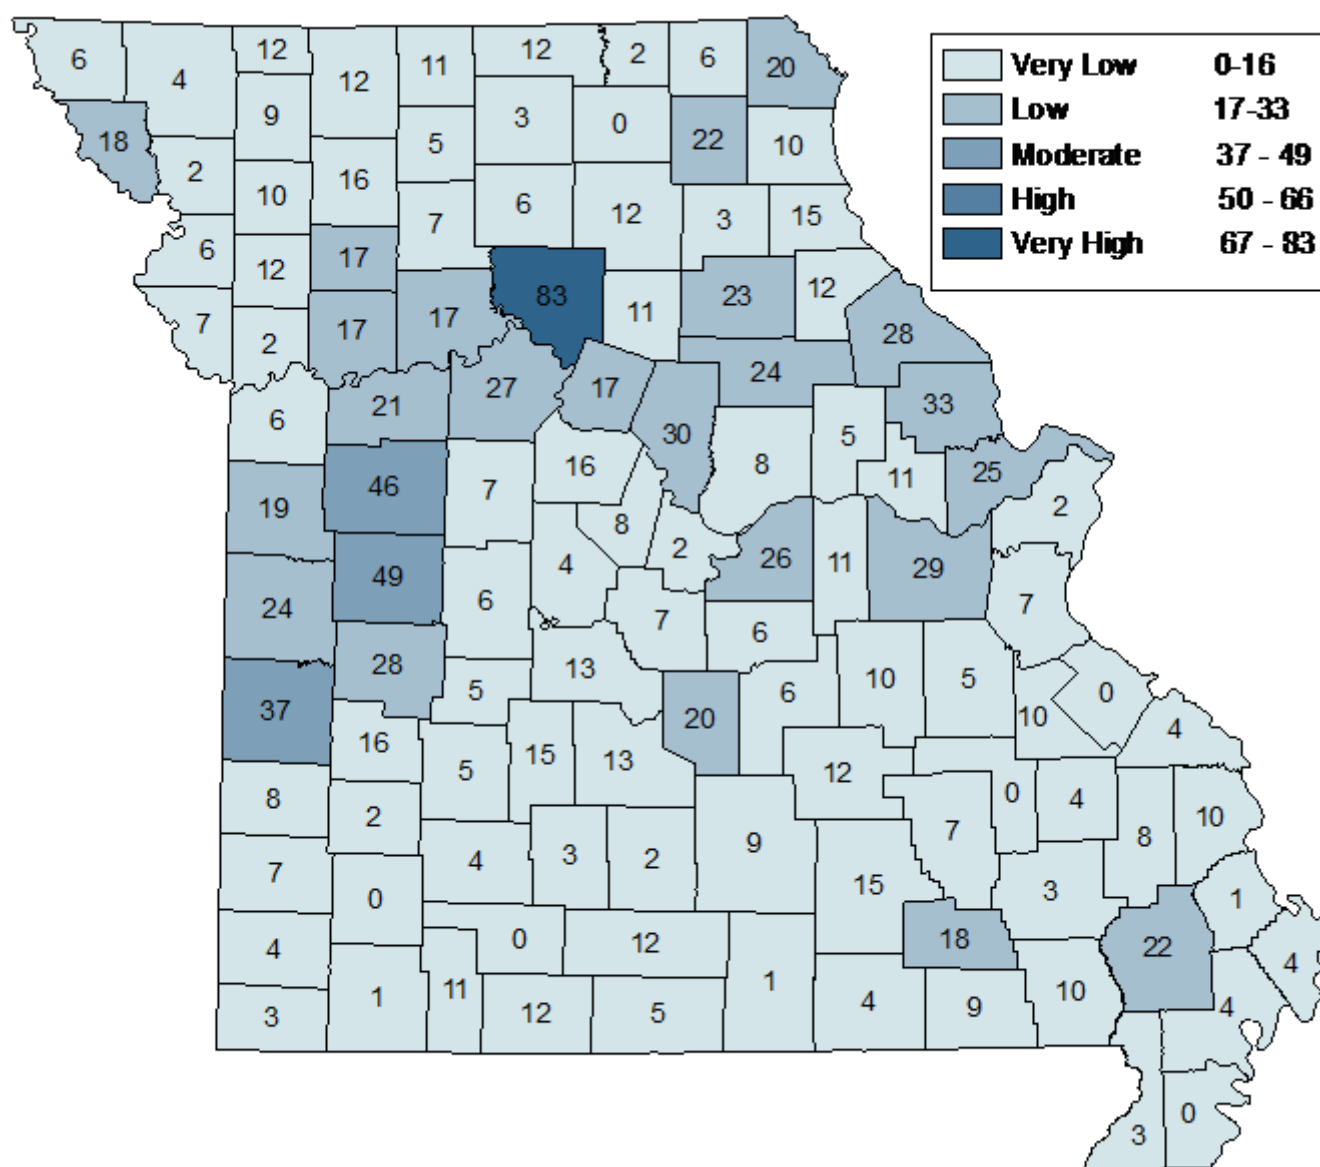 12 12 2 6
6 4 11 20
12
Very Low 0-16
Low 17-33
Moderate 37 - 49
High 50 - 66
Very High 67 - 83
9 3 0
18 5 22 10
2 16
10 6 12 3 15
7
6 17
12
83 23 12
7 17 17 11
2 28
27 17 24
21 33
6 30 5
16 8 11 25
46 7
19 8 2
2 26 11 29
49 4
24 6 7 7
6
28 13 10 5
5 6 0
37 20 10 4
16 15 13
5 12
8 0 4
2 10
7 8
4 3 2 9
7 15 3
0 1
0 12 18 22
4 4
1 11 1 10
3 12 5 4 9 4
0
3